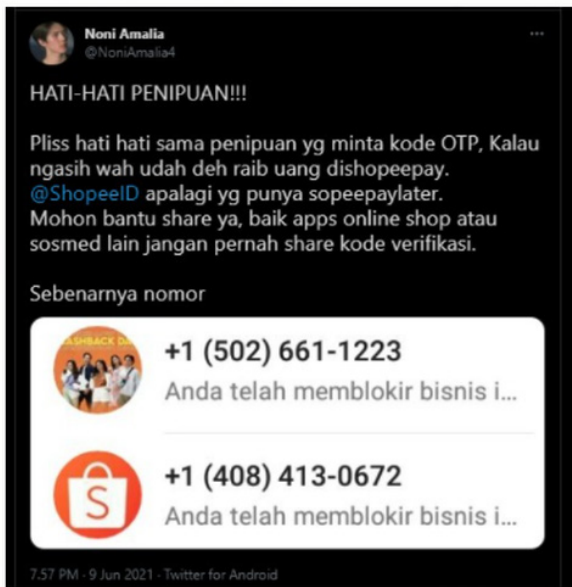 Noni Amalia
@NoniAmalia4
HATI-HATI PENIPUAN!!!
Pliss hati hati sama penipuan yg minta kode OTP, Kalau
ngasih wah udah deh raib uang dishopeepay.
@ShopeeID apalagi yg punya sopeepaylater.
Mohon bantu share ya, baik apps online shop atau
sosmed lain jangan pernah share kode verifikasi.
Sebenarnya nomor
+1 (502) 661-1223
Anda telah memblokir bisnis i...
+1 (408) 413-0672
Anda telah memblokir bisnis i...
7.57 PM - 9 Jun 2021 - Twitter for Android